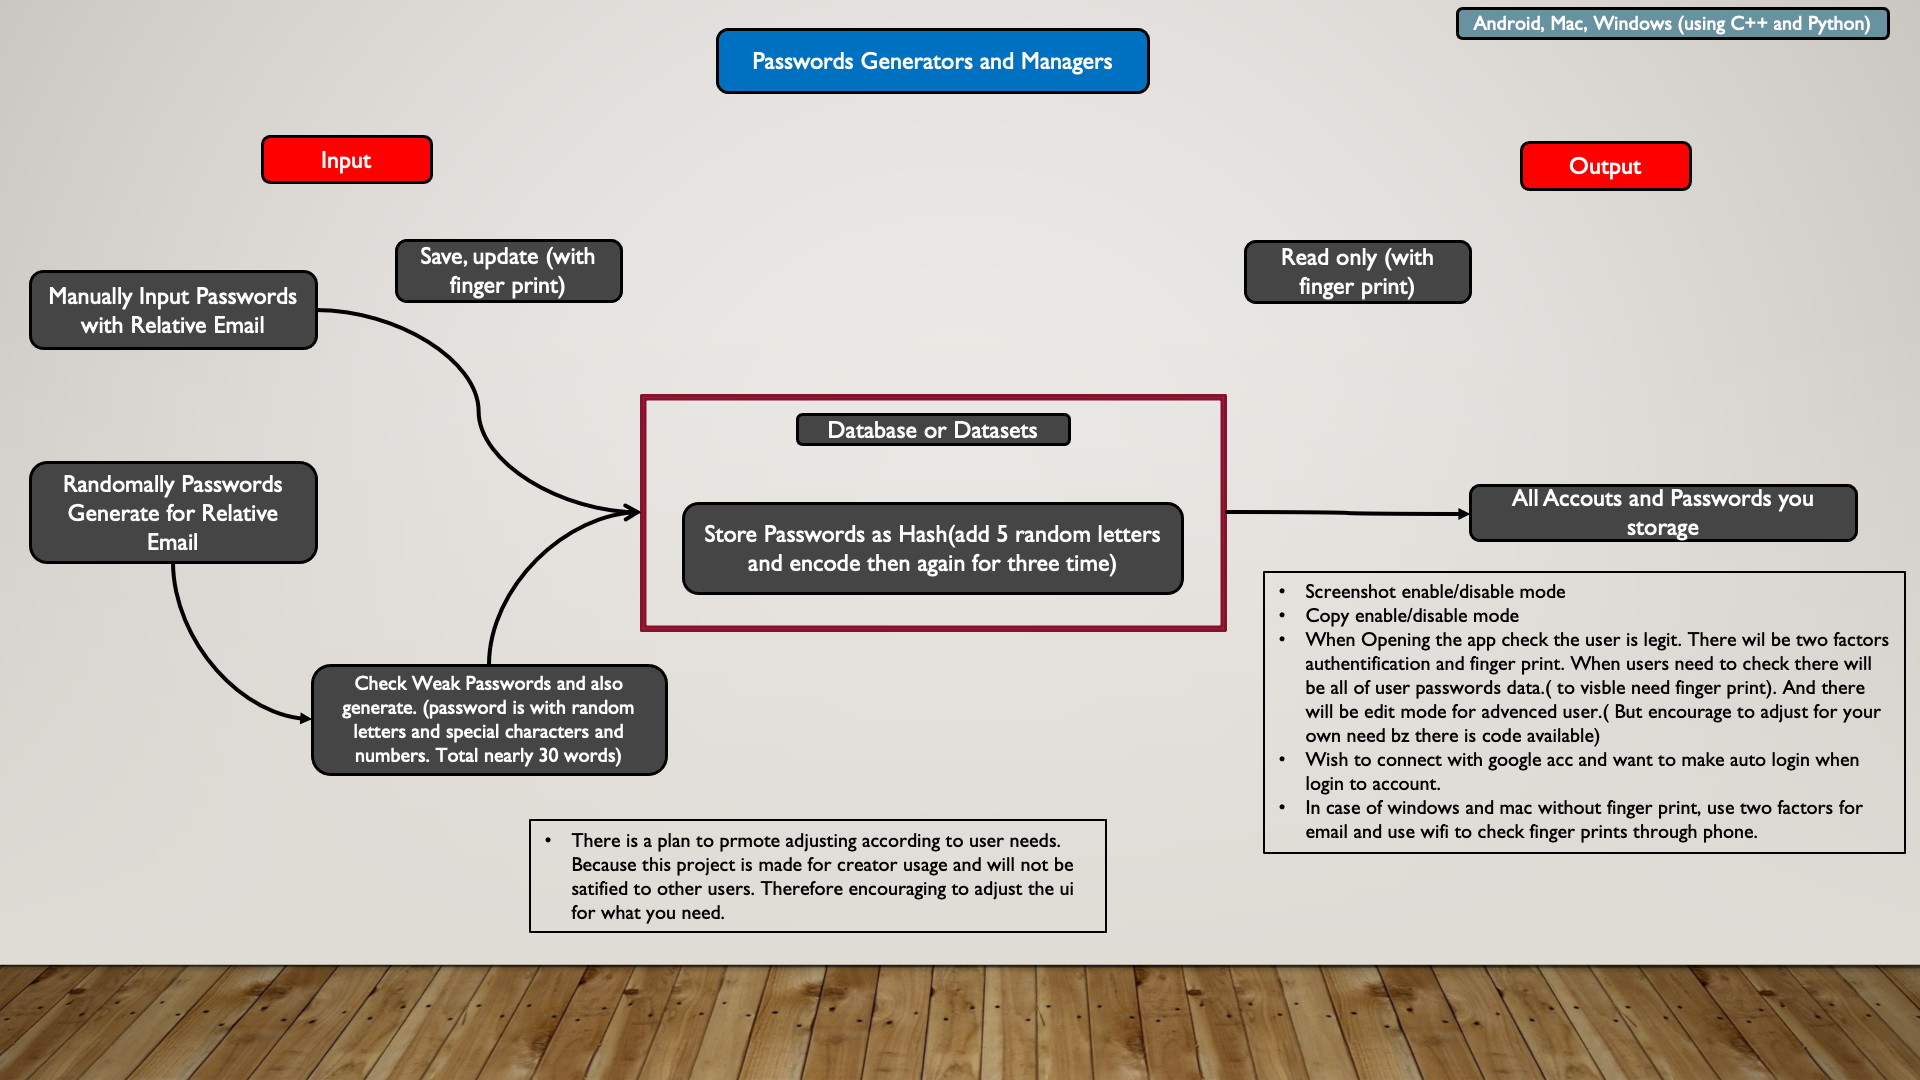 Android, Mac, Windows (using C++ and Python)
Passwords Generators and Managers
Input
Output
Save, update (with
finger print)
Read only (with
finger print)
Manually Input Passwords
with Relative Email
Database or Datasets
Randomally Passwords
Generate for Relative
Email
Store Passwords as Hash(add 5 random letters
and encode then again for three time)
All Accouts and Passwords you
storage
Check Weak Passwords and also
generate. (password is with random
letters and special characters and
numbers. Total nearly 30 words)
• Screenshot enable/disable mode
• Copy enable/disable mode
• When Opening the app check the user is legit. There wil be two factors
authentification and finger print. When users need to check there will
be all of user passwords data.( to visble need finger print). And there
will be edit mode for advenced user.( But encourage to adjust for your
own need bz there is code available)
• Wish to connect with google acc and want to make auto login when
login to account.
• In case of windows and mac without finger print, use two factors for
email and use wifi to check finger prints through phone.
• There is a plan to prmote adjusting according to user needs.
Because this project is made for creator usage and will not be
satified to other users. Therefore encouraging to adjust the ui
for what you need.